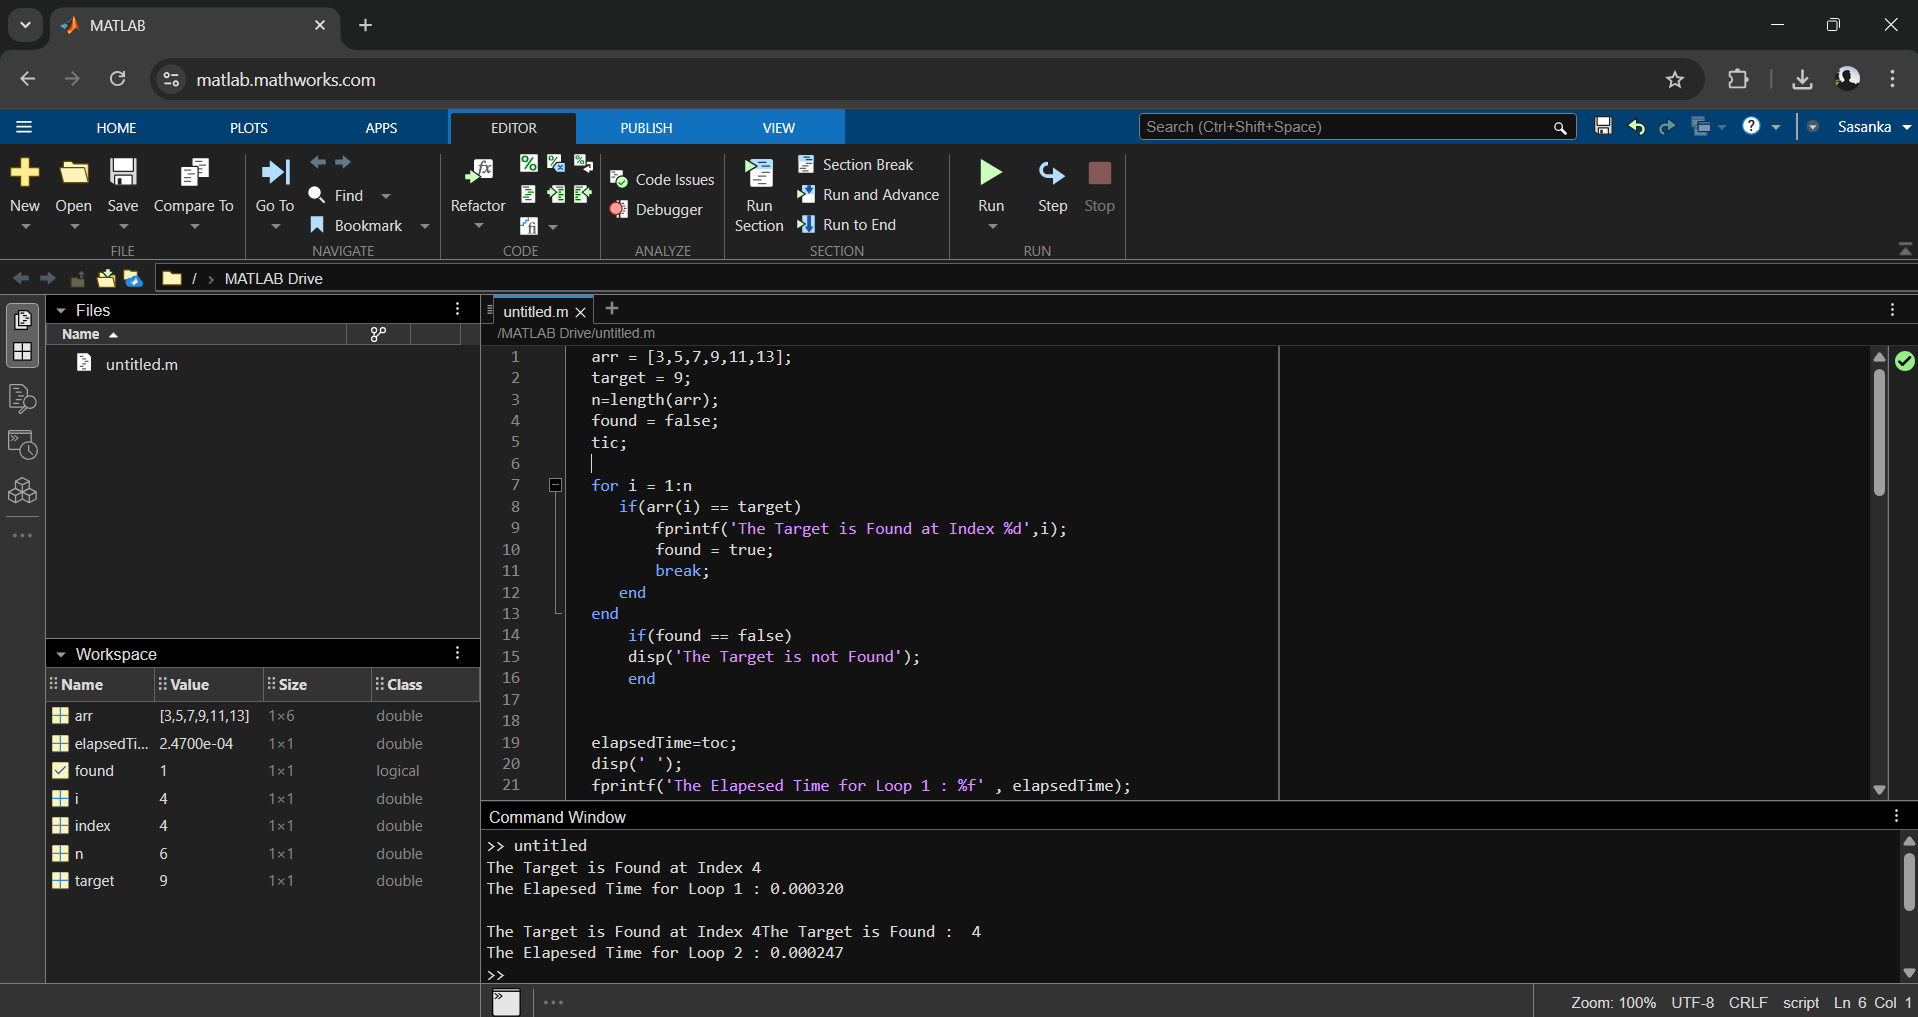 MATLAB
matlab.mathworks.com
HOME PLOTS APPS EDITOR PUBLISH VIEW Search (Ctrl+Shift+Space) Sasanka
New Open Save Compare To Go To Find Bookmark Refactor Code Issues Debugger Run Section Section Break Run and Advance Run to End Run Step Stop
FILE NAVIGATE CODE ANALYZE SECTION RUN
/ > MATLAB Drive
Files
Name
untitled.m
Workspace
Name Value Size Class
arr [3,5,7,9,11,13] 1×6 double
elapsedTi... 2.4700e-04 1×1 double
found 1 1×1 logical
i 4 1×1 double
index 4 1×1 double
n 6 1×1 double
target 9 1×1 double
untitled.m
/MATLAB Drive/untitled.m
1 arr = [3,5,7,9,11,13];
2 target = 9;
3 n=length(arr);
4 found = false;
5 tic;
6
7 for i = 1:n
8 if(arr(i) == target)
9 fprintf('The Target is Found at Index %d',i);
10 found = true;
11 break;
12 end
13 end
14 if(found == false)
15 disp('The Target is not Found');
16 end
17
18
19 elapsedTime=toc;
20 disp(' ');
21 fprintf('The Elapesed Time for Loop 1 : %f' , elapsedTime);
Command Window
>> untitled
The Target is Found at Index 4
The Elapesed Time for Loop 1 : 0.000320
The Target is Found at Index 4The Target is Found : 4
The Elapesed Time for Loop 2 : 0.000247
>>
Zoom: 100% UTF-8 CRLF script Ln 6 Col 1